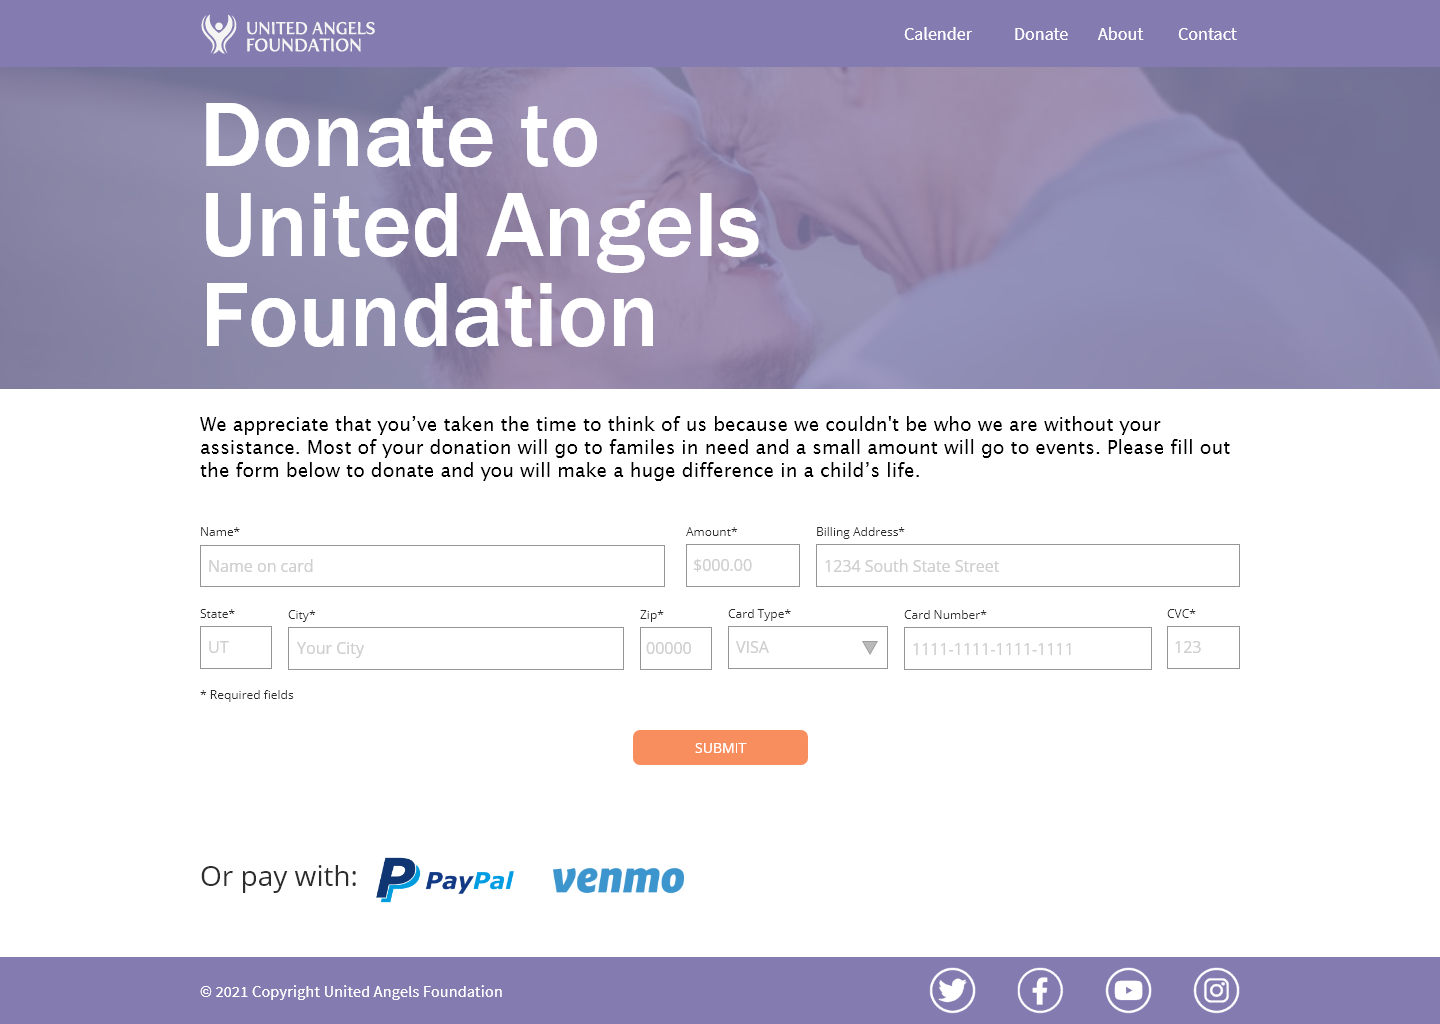 UNITED ANGELS
FOUNDATION
Calender Donate About Contact
Donate to
United Angels
Foundation
We appreciate that you’ve taken the time to think of us because we couldn't be who we are without your
assistance. Most of your donation will go to familes in need and a small amount will go to events. Please fill out
the form below to donate and you will make a huge difference in a child’s life.
Name* Amount* Billing Address*
Name on card $000.00 1234 South State Street
State* City* Zip* Card Type* Card Number* CVC*
UT Your City 00000 VISA 1111-1111-1111-1111 123
* Required fields
SUBMIT
Or pay with: PayPal venmo
© 2021 Copyright United Angels Foundation